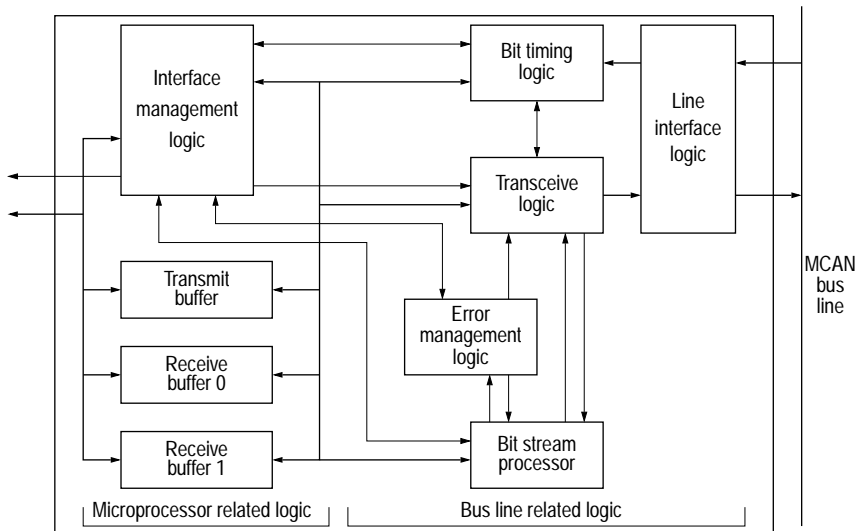 Interface
management
logic
Bit timing
logic
Line
interface
logic
Transceive
logic
MCAN
bus
line
Transmit
buffer
Error
management
logic
Receive
buffer 0
Receive
buffer 1
Bit stream
processor
Microprocessor related logic
Bus line related logic